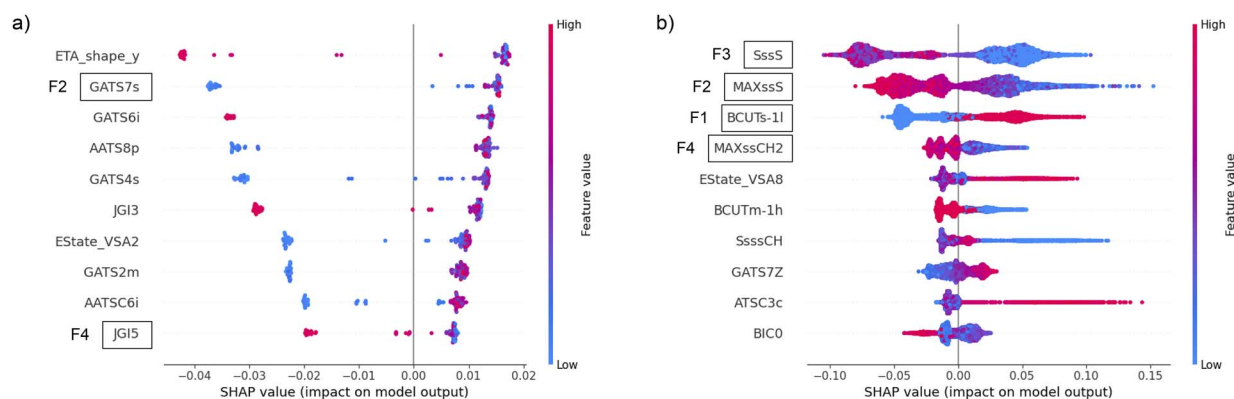 a)
High
ETA_shape_y
F2 GATS7s
GATS6i
AATS8p
GATS4s
JGI3
EState_VSA2
GATS2m
AATSC6i
F4 JGI5
Feature value
Low
−0.04 −0.03 −0.02 −0.01 0.00 0.01 0.02
SHAP value (impact on model output)
b)
High
F3 SssS
F2 MAXssS
F1 BCUTs-1l
F4 MAXssCH2
EState_VSA8
BCUTm-1h
SsssCH
GATS7Z
ATSC3c
BIC0
Feature value
Low
−0.10 −0.05 0.00 0.05 0.10 0.15
SHAP value (impact on model output)